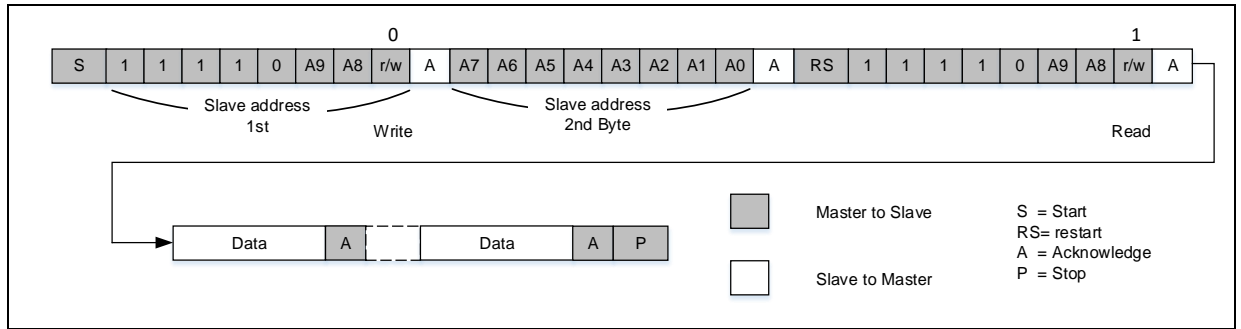 0 1
S 1 1 1 1 0 A9 A8 r/w A A7 A6 A5 A4 A3 A2 A1 A0 A RS 1 1 1 1 0 A9 A8 r/w A
Slave address
1st
Write
Slave address
2nd Byte
Read
Data A Data A P
Master to Slave
Slave to Master
S = Start
RS= restart
A = Acknowledge
P = Stop